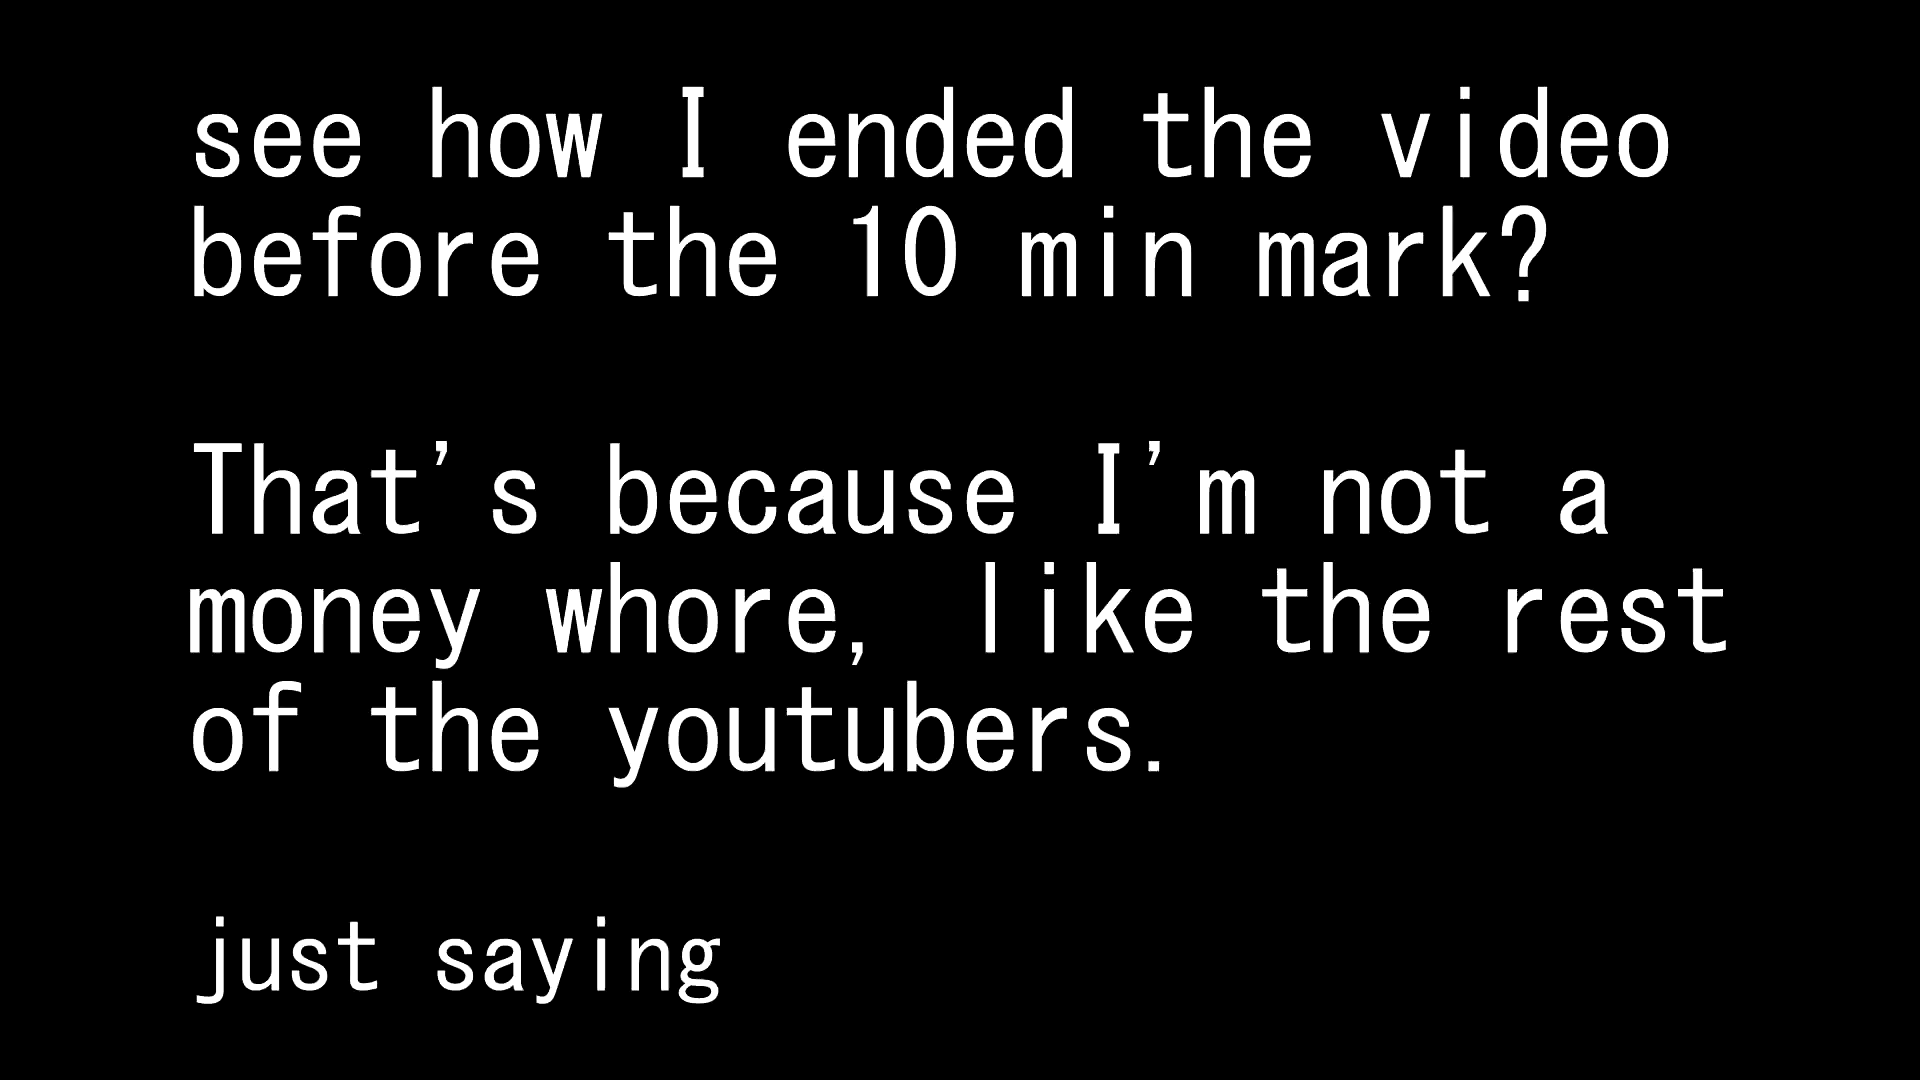 see how I ended the video
before the 10 min mark?
That's because I'm not a
money whore, like the rest
of the youtubers.
just saying